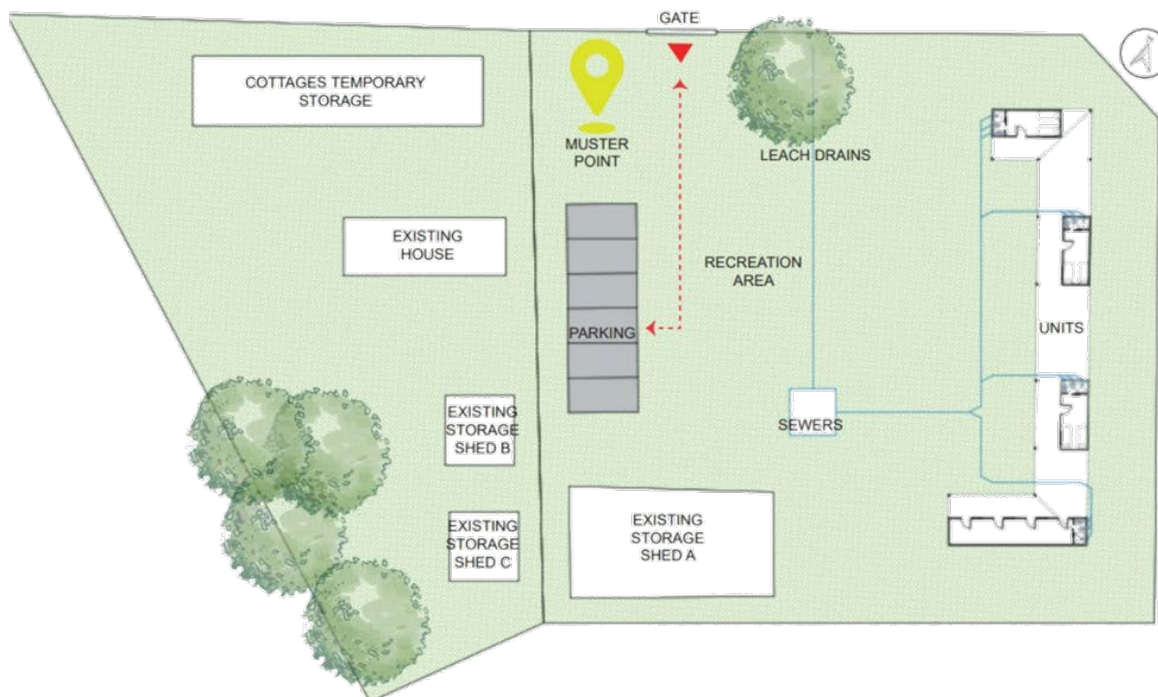 GATE
COTTAGES TEMPORARY
STORAGE
MUSTER
POINT
LEACH DRAINS
EXISTING
HOUSE
RECREATION
AREA
PARKING
UNITS
EXISTING
STORAGE
SHED B
SEWERS
EXISTING
STORAGE
SHED C
EXISTING
STORAGE
SHED A